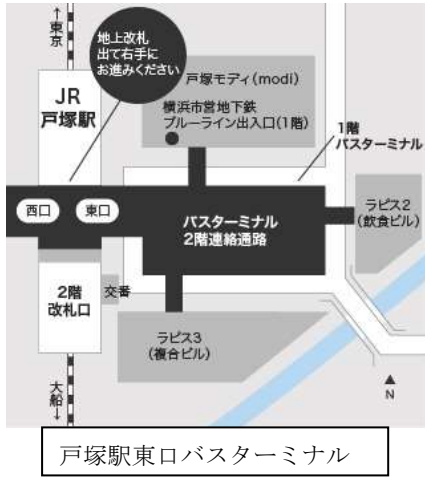 ←東京
地上改札
出て右手に
お進みください
JR
戸塚駅
戸塚モディ(modi)
横浜市営地下鉄
ブルーライン出入口(1階)
1階
バスターミナル
西口
東口
バスターミナル
2階連絡通路
ラピス2
(飲食ビル)
2階
改札口
交番
ラピス3
(複合ビル)
大船→
N
戸塚駅東口バスターミナル